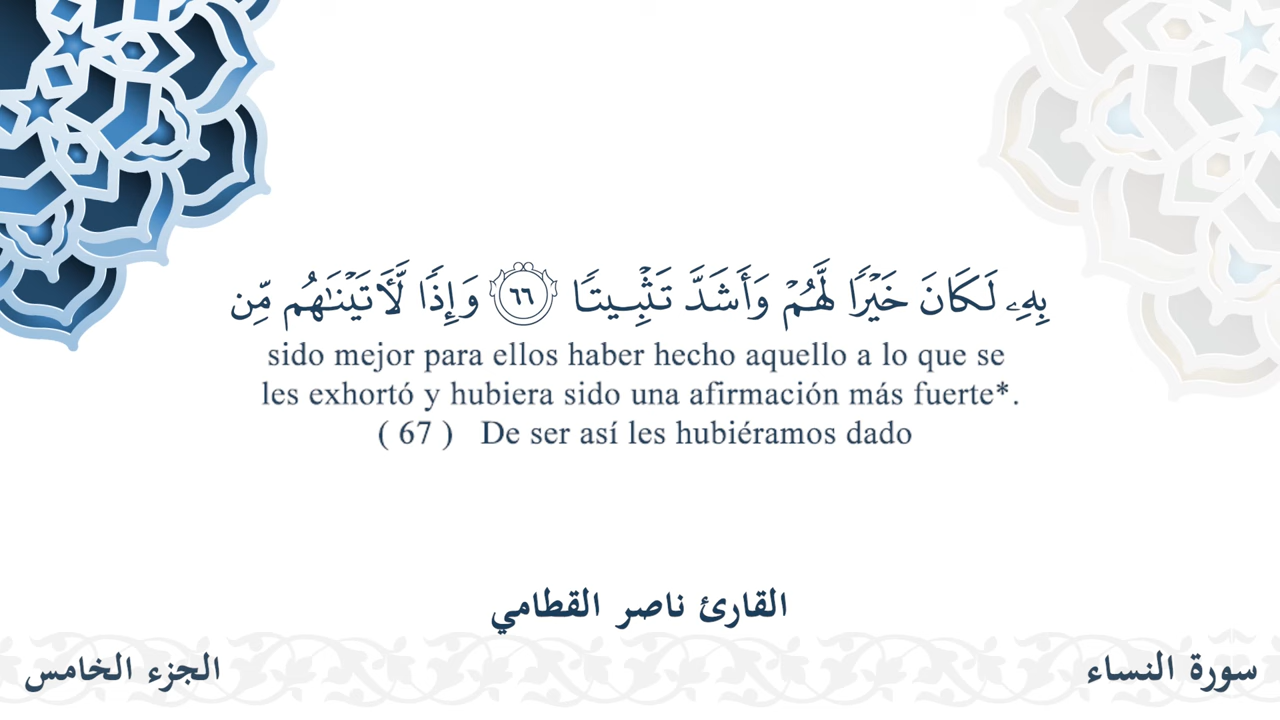 بِهِۦ لَكَانَ خَيْرًا لَّهُمْ وَأَشَدَّ تَثْبِيتًا ٦٦ وَإِذًا لَّأٓتَيْنَٰهُم مِّن
sido mejor para ellos haber hecho aquello a lo que se
les exhortó y hubiera sido una afirmación más fuerte*.
( 67 ) De ser así les hubiéramos dado
القارئ ناصر القطامي
سورة النساء
الجزء الخامس